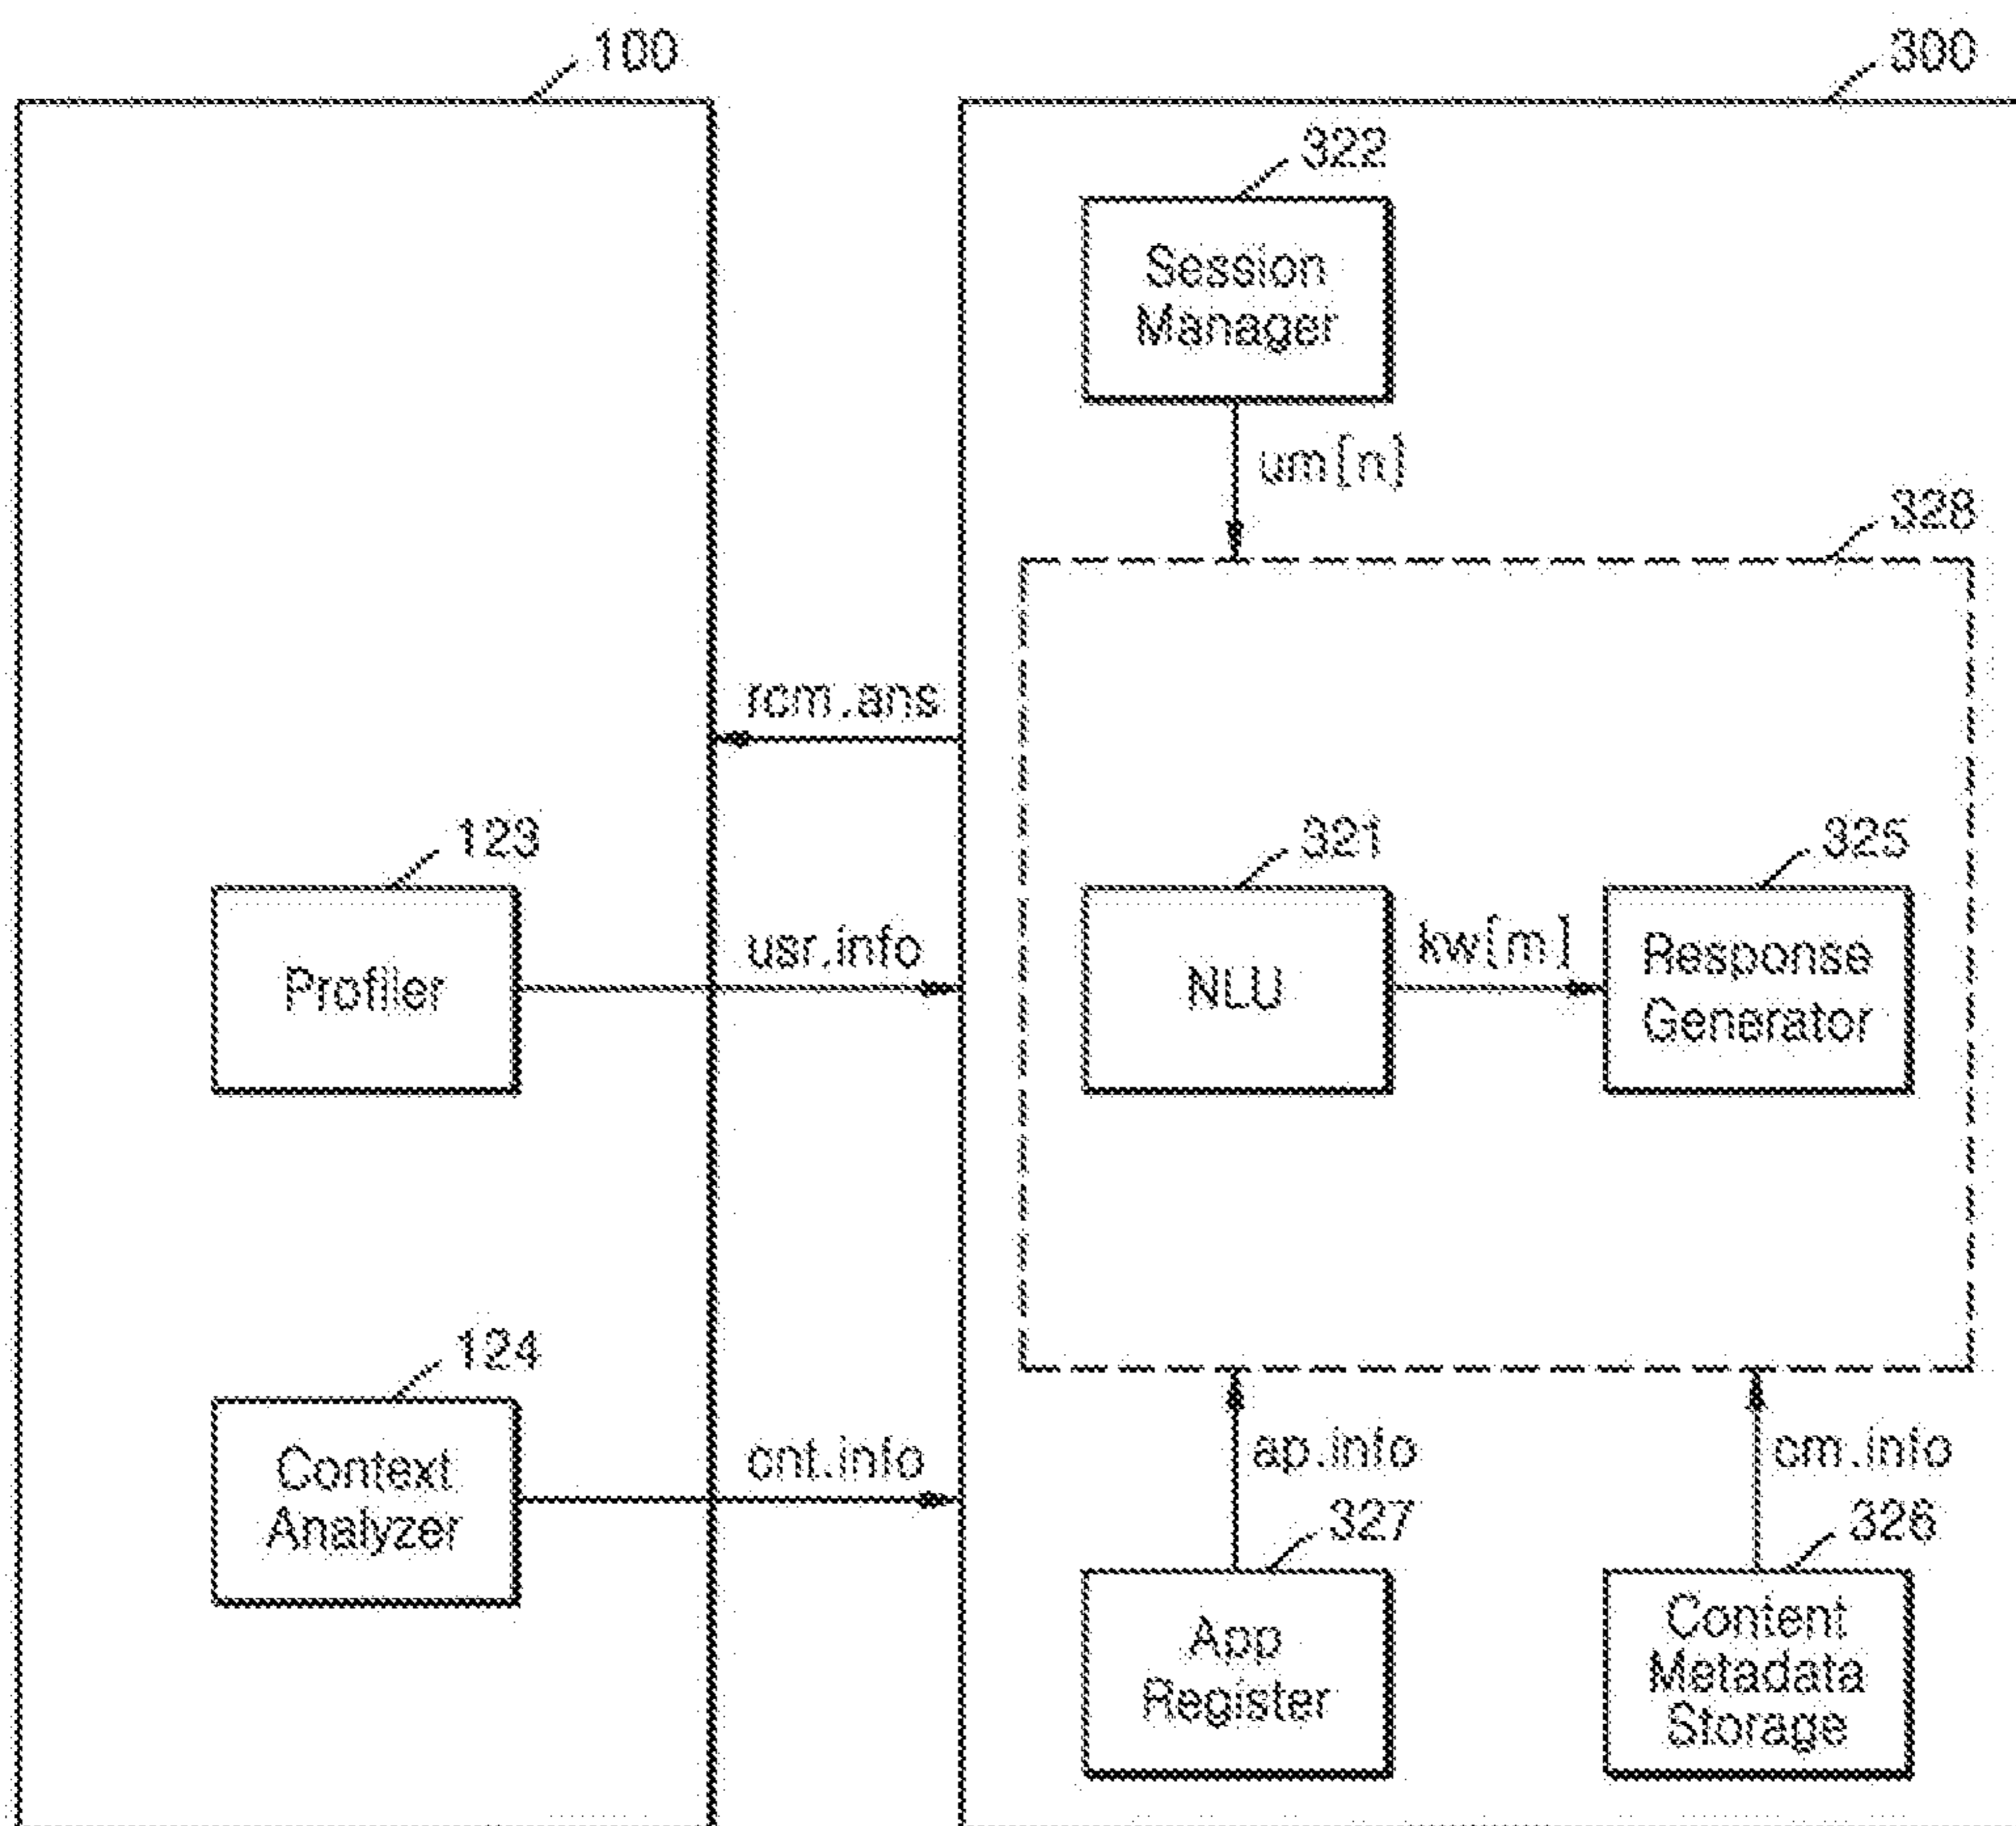 100
300
322
Session
Manager
um[n]
328
rcm.ans
123
321
325
Profiler
usr.info
NLU
kw[m]
Response
Generator
124
Context
Analyzer
cnt.info
ap.info
cm.info
327
326
App
Register
Content
Metadata
Storage